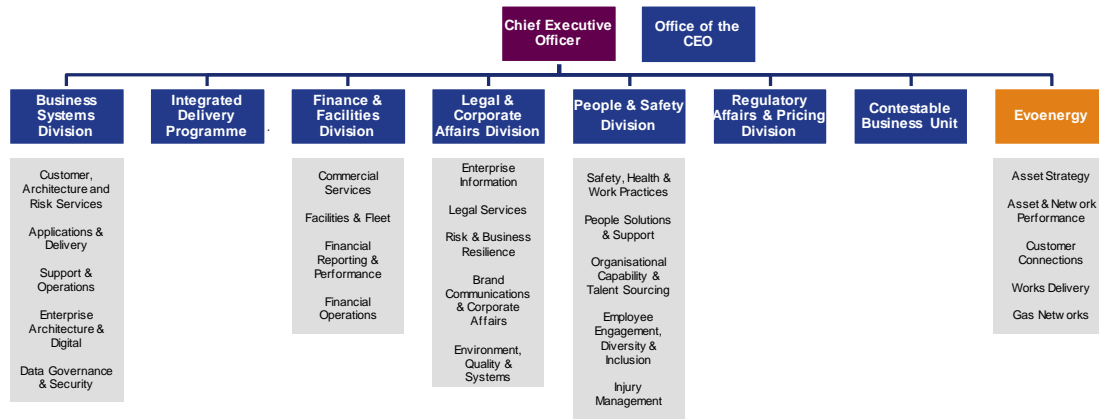 Chief Executive
Officer
Office of the
CEO
Business
Systems
Division
Integrated
Delivery
Programme
.
Finance &
Facilities
Division
Legal &
Corporate
Affairs Division
People & Safety
Division
Regulatory
Affairs & Pricing
Division
Contestable
Business Unit
Evoenergy
Customer,
Architecture and
Risk Services
Applications &
Delivery
Support &
Operations
Enterprise
Architecture &
Digital
Data Governance
& Security
Commercial
Services
Facilities & Fleet
Financial
Reporting &
Performance
Financial
Operations
Enterprise
Information
Legal Services
Risk & Business
Resilience
Brand
Communications
& Corporate
Affairs
Environment,
Quality &
Systems
Safety, Health &
Work Practices
People Solutions
& Support
Organisational
Capability &
Talent Sourcing
Employee
Engagement,
Diversity &
Inclusion
Injury
Management
Asset Strategy
Asset & Network
Performance
Customer
Connections
Works Delivery
Gas Networks